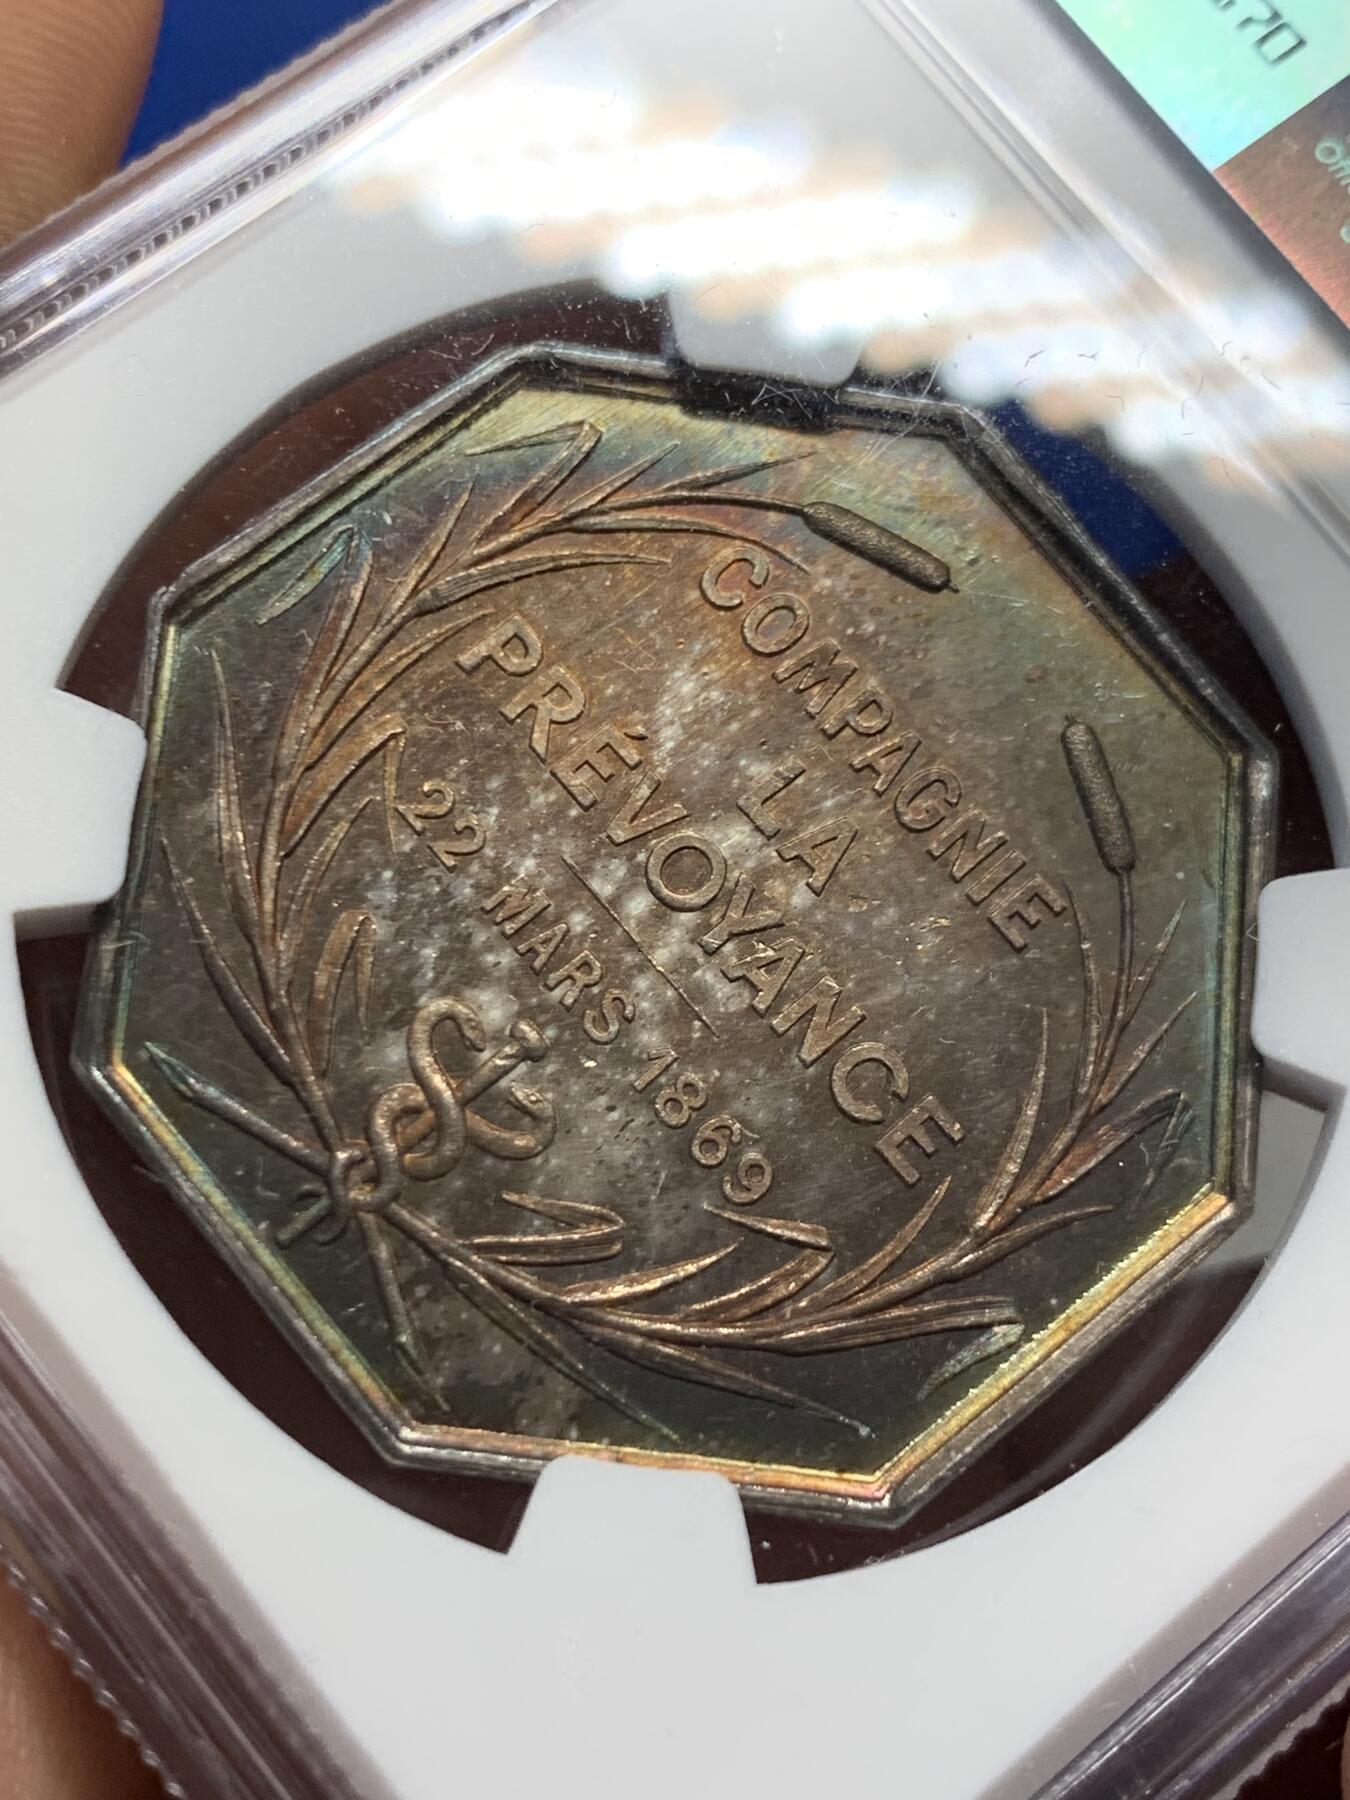 COMPAGNIE
LA
PRÉVOYANCE
22 MARS 1869